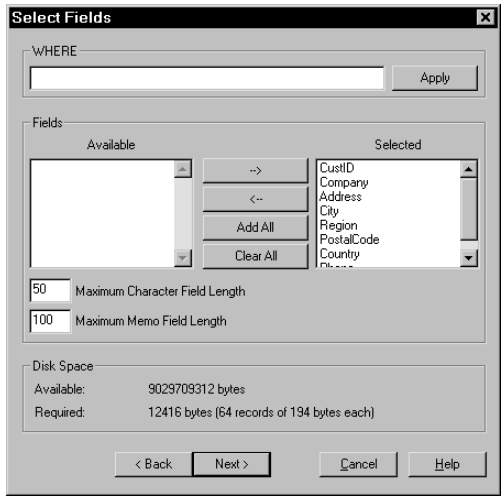 Select Fields
WHERE
Apply
Fields
Available
Selected
-->
<--
Add All
Clear All
CustID
Company
Address
City
Region
PostalCode
Country
50 Maximum Character Field Length
100 Maximum Memo Field Length
Disk Space
Available: 9029709312 bytes
Required: 12416 bytes (64 records of 194 bytes each)
< Back Next > Cancel Help